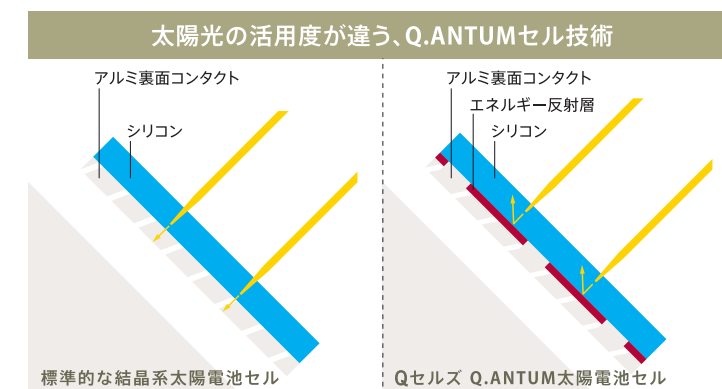 太陽光の活用度が違う、Q.ANTUMセル技術
アルミ裏面コンタクト
シリコン
標準的な結晶系太陽電池セル
アルミ裏面コンタクト
エネルギー反射層
シリコン
Qセルズ Q.ANTUM太陽電池セル